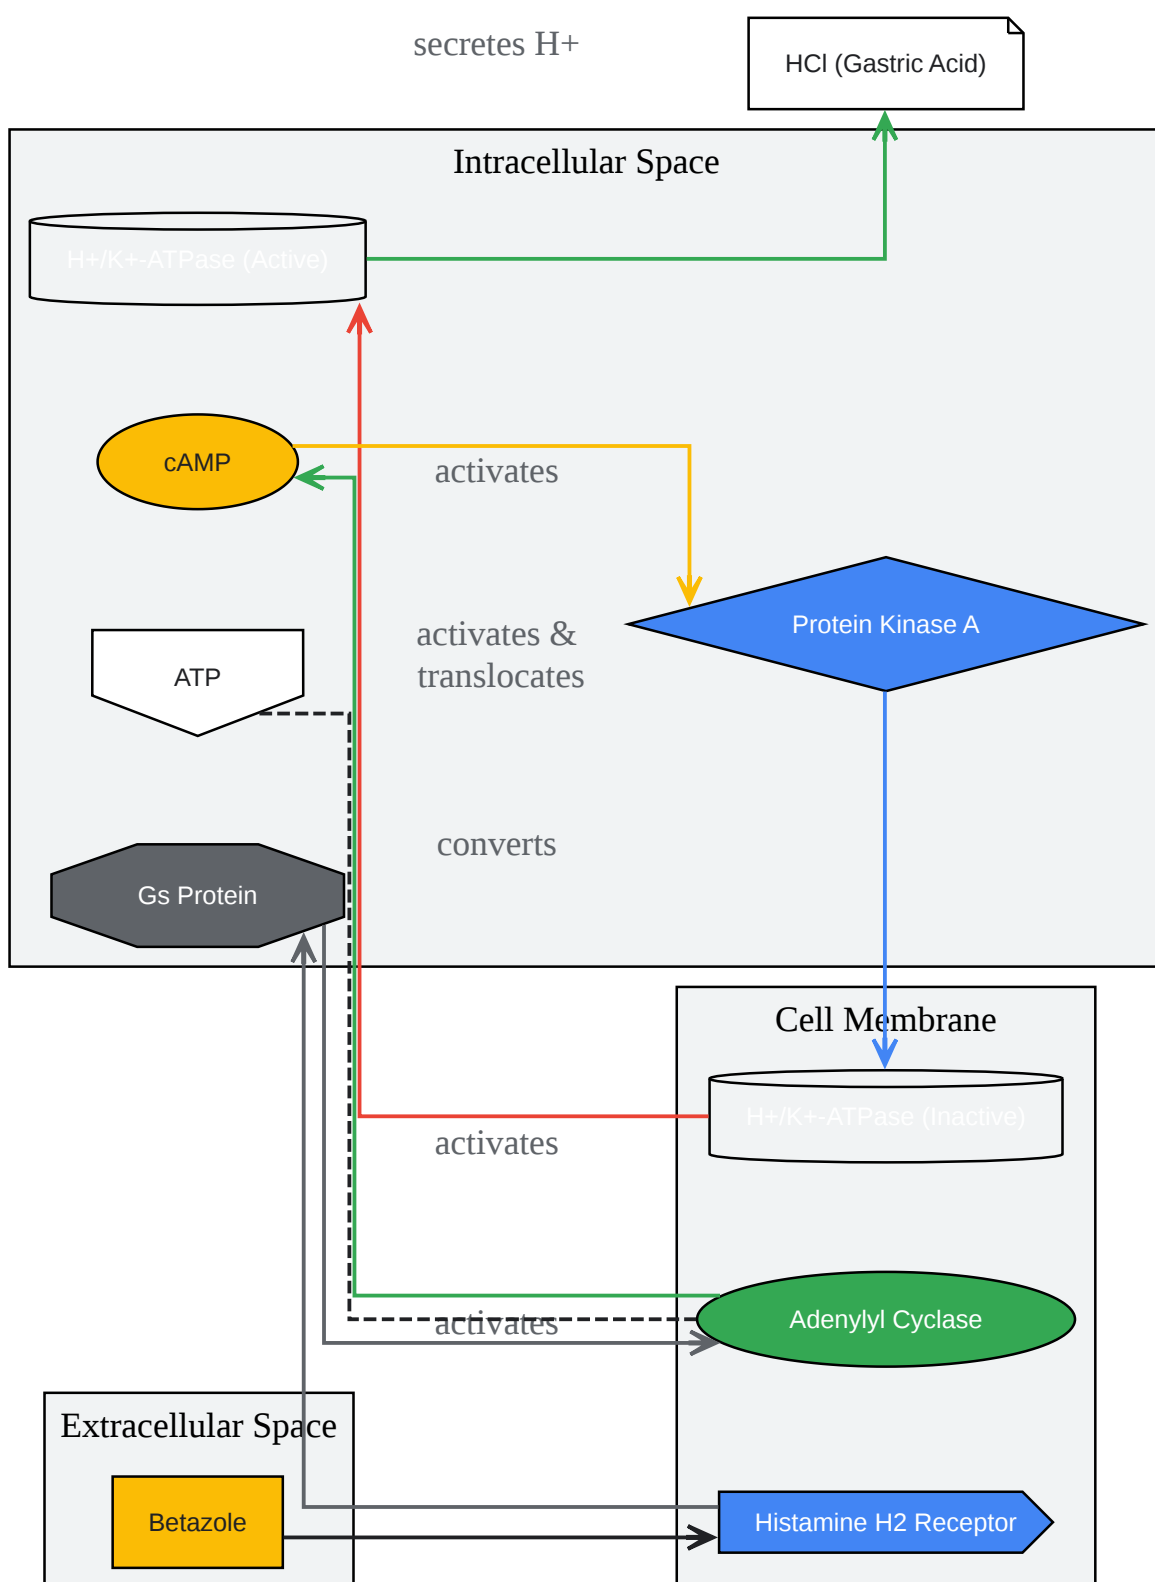 secretes H+
HCl (Gastric Acid)
Intracellular Space
H+/K+-ATPase (Active)
cAMP
activates
activates &
translocates
Protein Kinase A
ATP
converts
Gs Protein
Cell Membrane
H+/K+-ATPase (Inactive)
activates
Adenylyl Cyclase
activates
Extracellular Space
Betazole
Histamine H2 Receptor